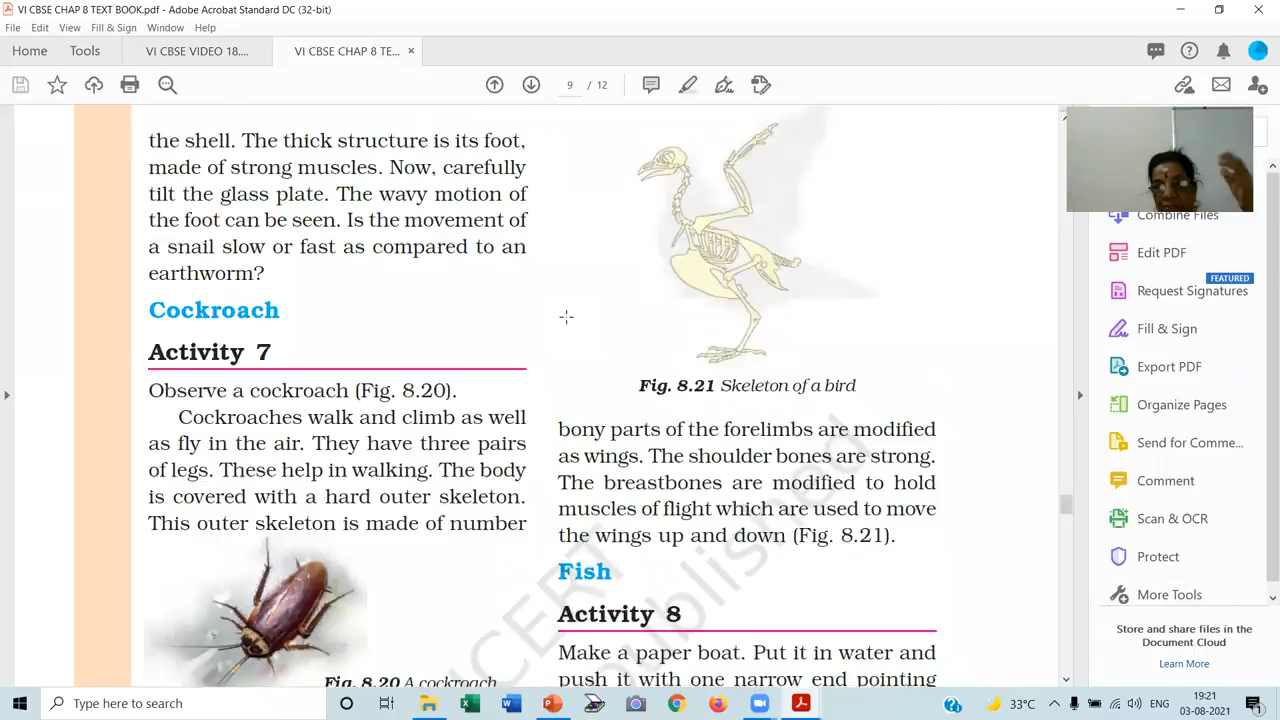 VI CBSE CHAP 8 TEXT BOOK.pdf - Adobe Acrobat Standard DC (32-bit)
File Edit View Fill & Sign Window Help
Home Tools VI CBSE VIDEO 18.... VI CBSE CHAP 8 TE... ×
9 / 12
the shell. The thick structure is its foot,
made of strong muscles. Now, carefully
tilt the glass plate. The wavy motion of
the foot can be seen. Is the movement of
a snail slow or fast as compared to an
earthworm?
Cockroach
Activity 7
Observe a cockroach (Fig. 8.20).
Cockroaches walk and climb as well
as fly in the air. They have three pairs
of legs. These help in walking. The body
is covered with a hard outer skeleton.
This outer skeleton is made of number
Fig. 8.20 A cockroach
Fig. 8.21 Skeleton of a bird
bony parts of the forelimbs are modified
as wings. The shoulder bones are strong.
The breastbones are modified to hold
muscles of flight which are used to move
the wings up and down (Fig. 8.21).
Fish
Activity 8
Make a paper boat. Put it in water and
push it with one narrow end pointing
NCERT
published
Combine Files
Edit PDF
FEATURED
Request Signatures
Fill & Sign
Export PDF
Organize Pages
Send for Comme...
Comment
Scan & OCR
Protect
More Tools
Store and share files in the
Document Cloud
Learn More
Type here to search
33°C
ENG
19:21
03-08-2021